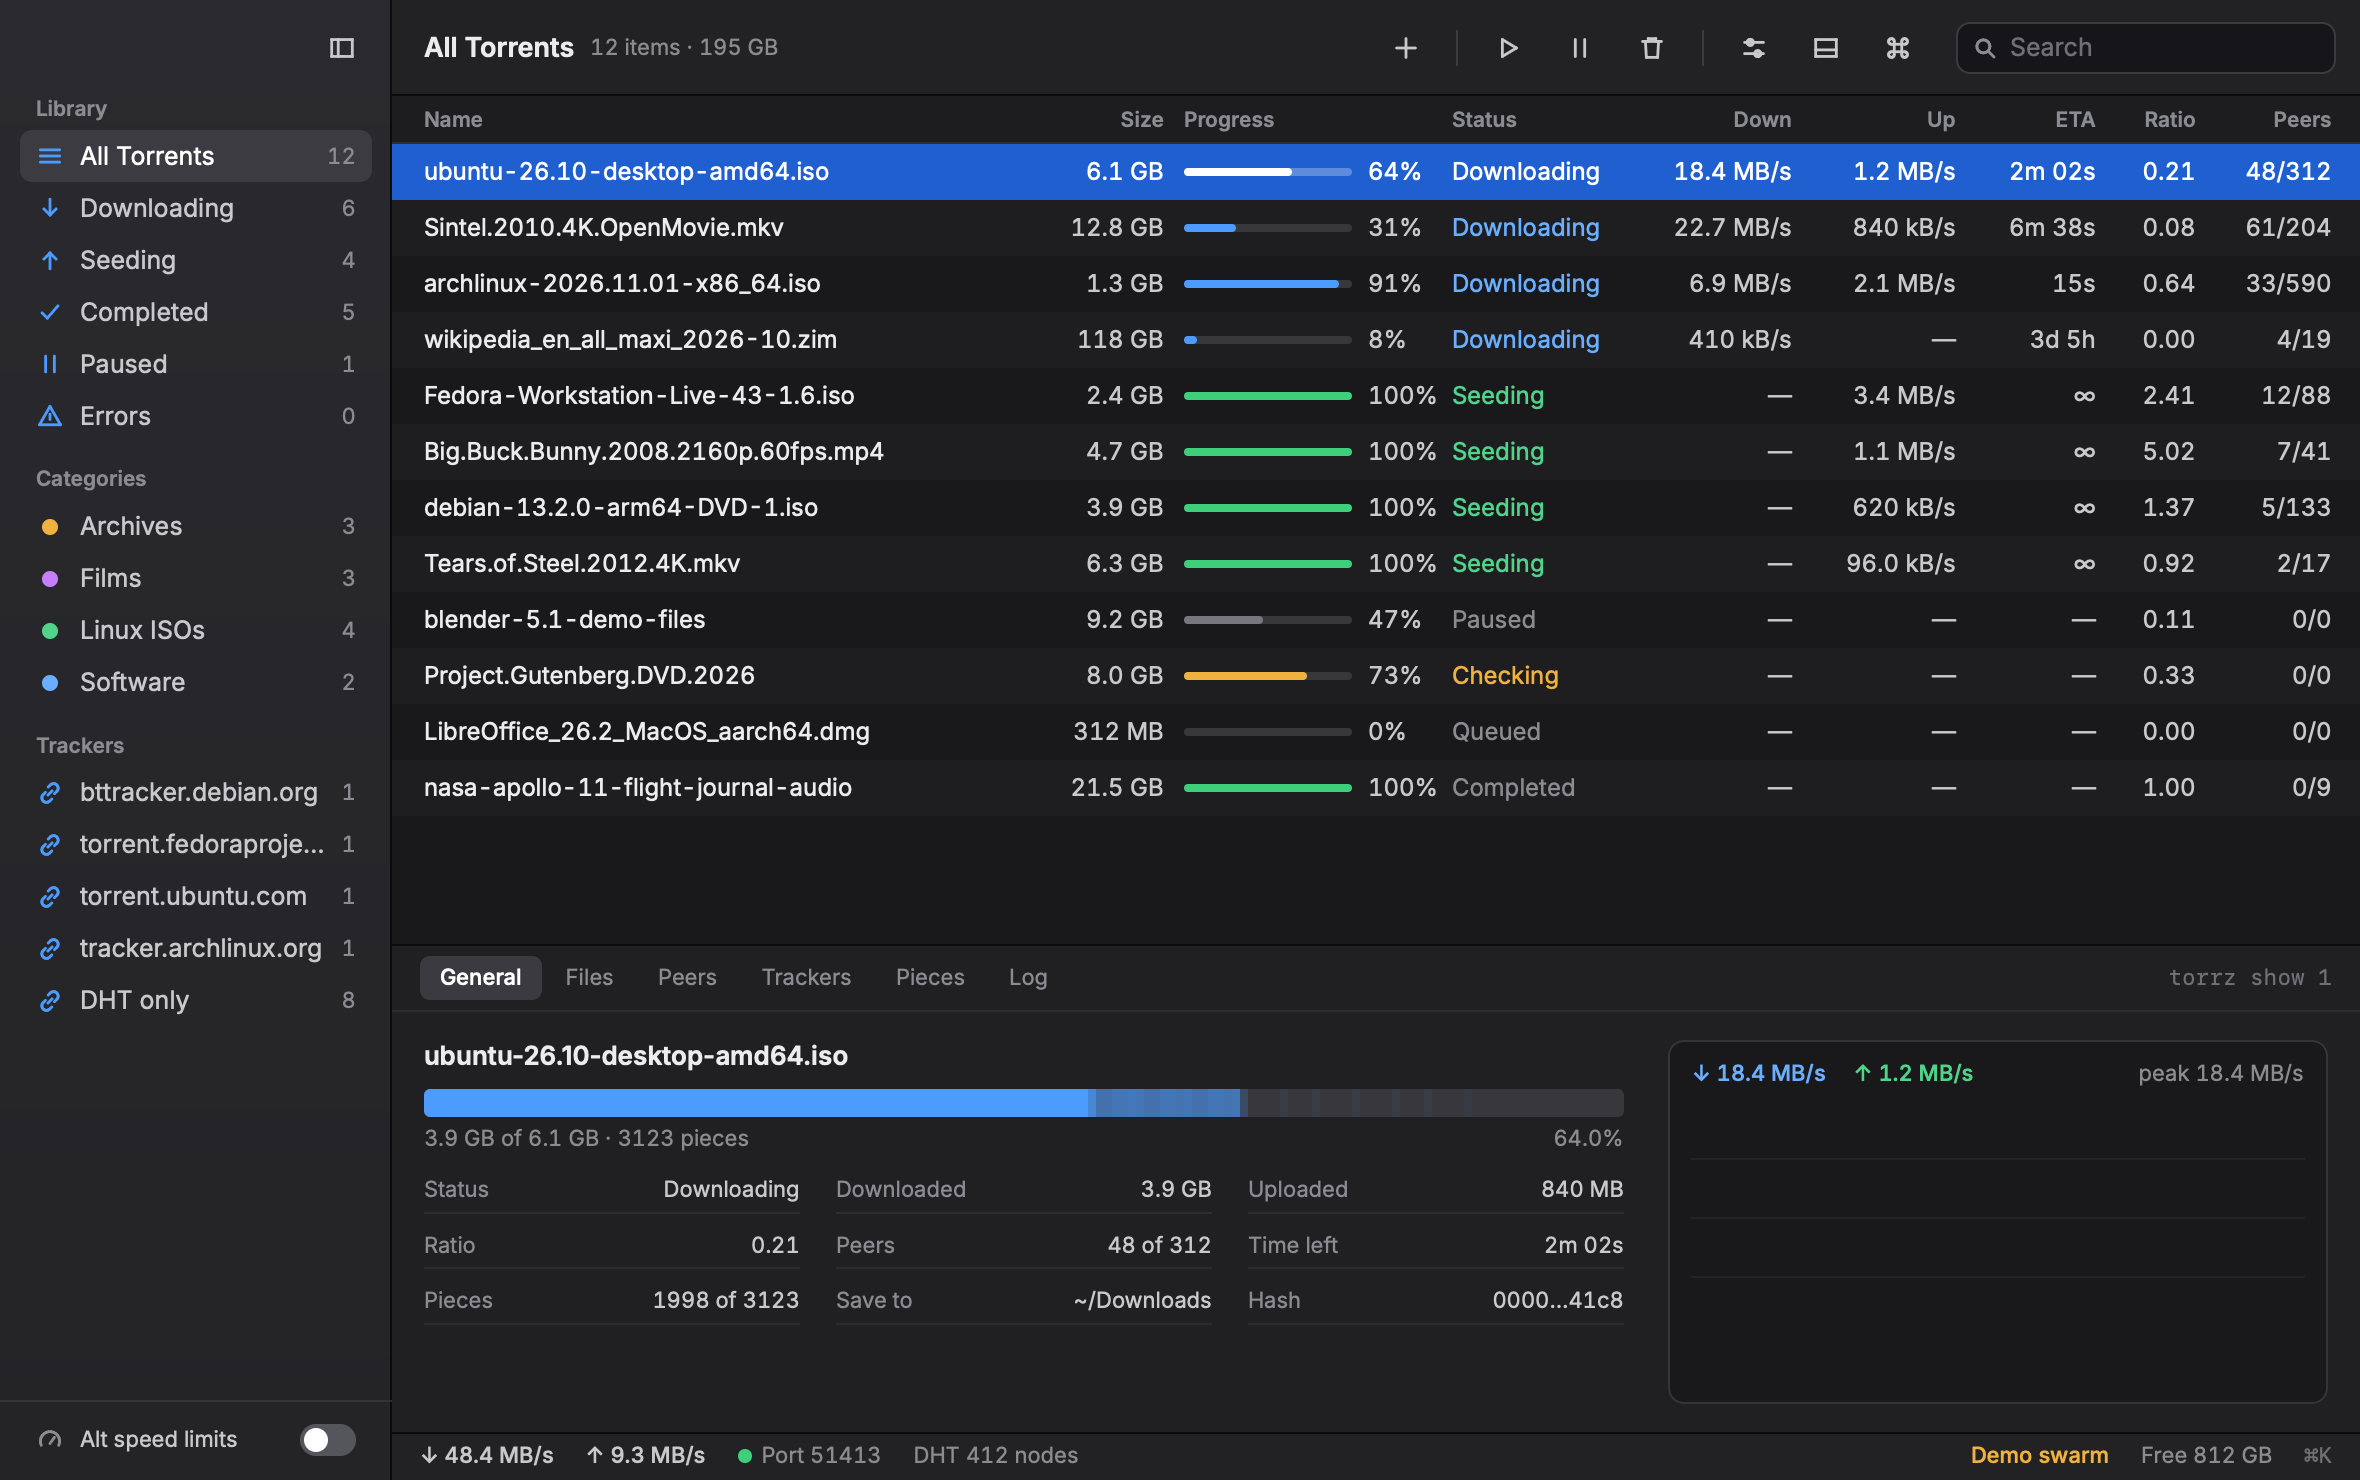 All Torrents 12 items · 195 GB
Search
Library
All Torrents 12
Downloading 6
Seeding 4
Completed 5
Paused 1
Errors 0
Categories
Archives 3
Films 3
Linux ISOs 4
Software 2
Trackers
bttracker.debian.org 1
torrent.fedoraproje... 1
torrent.ubuntu.com 1
tracker.archlinux.org 1
DHT only 8
Alt speed limits
Name Size Progress Status Down Up ETA Ratio Peers
ubuntu-26.10-desktop-amd64.iso 6.1 GB 64% Downloading 18.4 MB/s 1.2 MB/s 2m 02s 0.21 48/312
Sintel.2010.4K.OpenMovie.mkv 12.8 GB 31% Downloading 22.7 MB/s 840 kB/s 6m 38s 0.08 61/204
archlinux-2026.11.01-x86_64.iso 1.3 GB 91% Downloading 6.9 MB/s 2.1 MB/s 15s 0.64 33/590
wikipedia_en_all_maxi_2026-10.zim 118 GB 8% Downloading 410 kB/s — 3d 5h 0.00 4/19
Fedora-Workstation-Live-43-1.6.iso 2.4 GB 100% Seeding — 3.4 MB/s ∞ 2.41 12/88
Big.Buck.Bunny.2008.2160p.60fps.mp4 4.7 GB 100% Seeding — 1.1 MB/s ∞ 5.02 7/41
debian-13.2.0-arm64-DVD-1.iso 3.9 GB 100% Seeding — 620 kB/s ∞ 1.37 5/133
Tears.of.Steel.2012.4K.mkv 6.3 GB 100% Seeding — 96.0 kB/s ∞ 0.92 2/17
blender-5.1-demo-files 9.2 GB 47% Paused — — — 0.11 0/0
Project.Gutenberg.DVD.2026 8.0 GB 73% Checking — — — 0.33 0/0
LibreOffice_26.2_MacOS_aarch64.dmg 312 MB 0% Queued — — — 0.00 0/0
nasa-apollo-11-flight-journal-audio 21.5 GB 100% Completed — — — 1.00 0/9
General Files Peers Trackers Pieces Log torrz show 1
ubuntu-26.10-desktop-amd64.iso
3.9 GB of 6.1 GB · 3123 pieces 64.0%
Status Downloading Downloaded 3.9 GB Uploaded 840 MB
Ratio 0.21 Peers 48 of 312 Time left 2m 02s
Pieces 1998 of 3123 Save to ~/Downloads Hash 0000...41c8
↓ 18.4 MB/s ↑ 1.2 MB/s peak 18.4 MB/s
↓ 48.4 MB/s ↑ 9.3 MB/s Port 51413 DHT 412 nodes Demo swarm Free 812 GB ⌘K